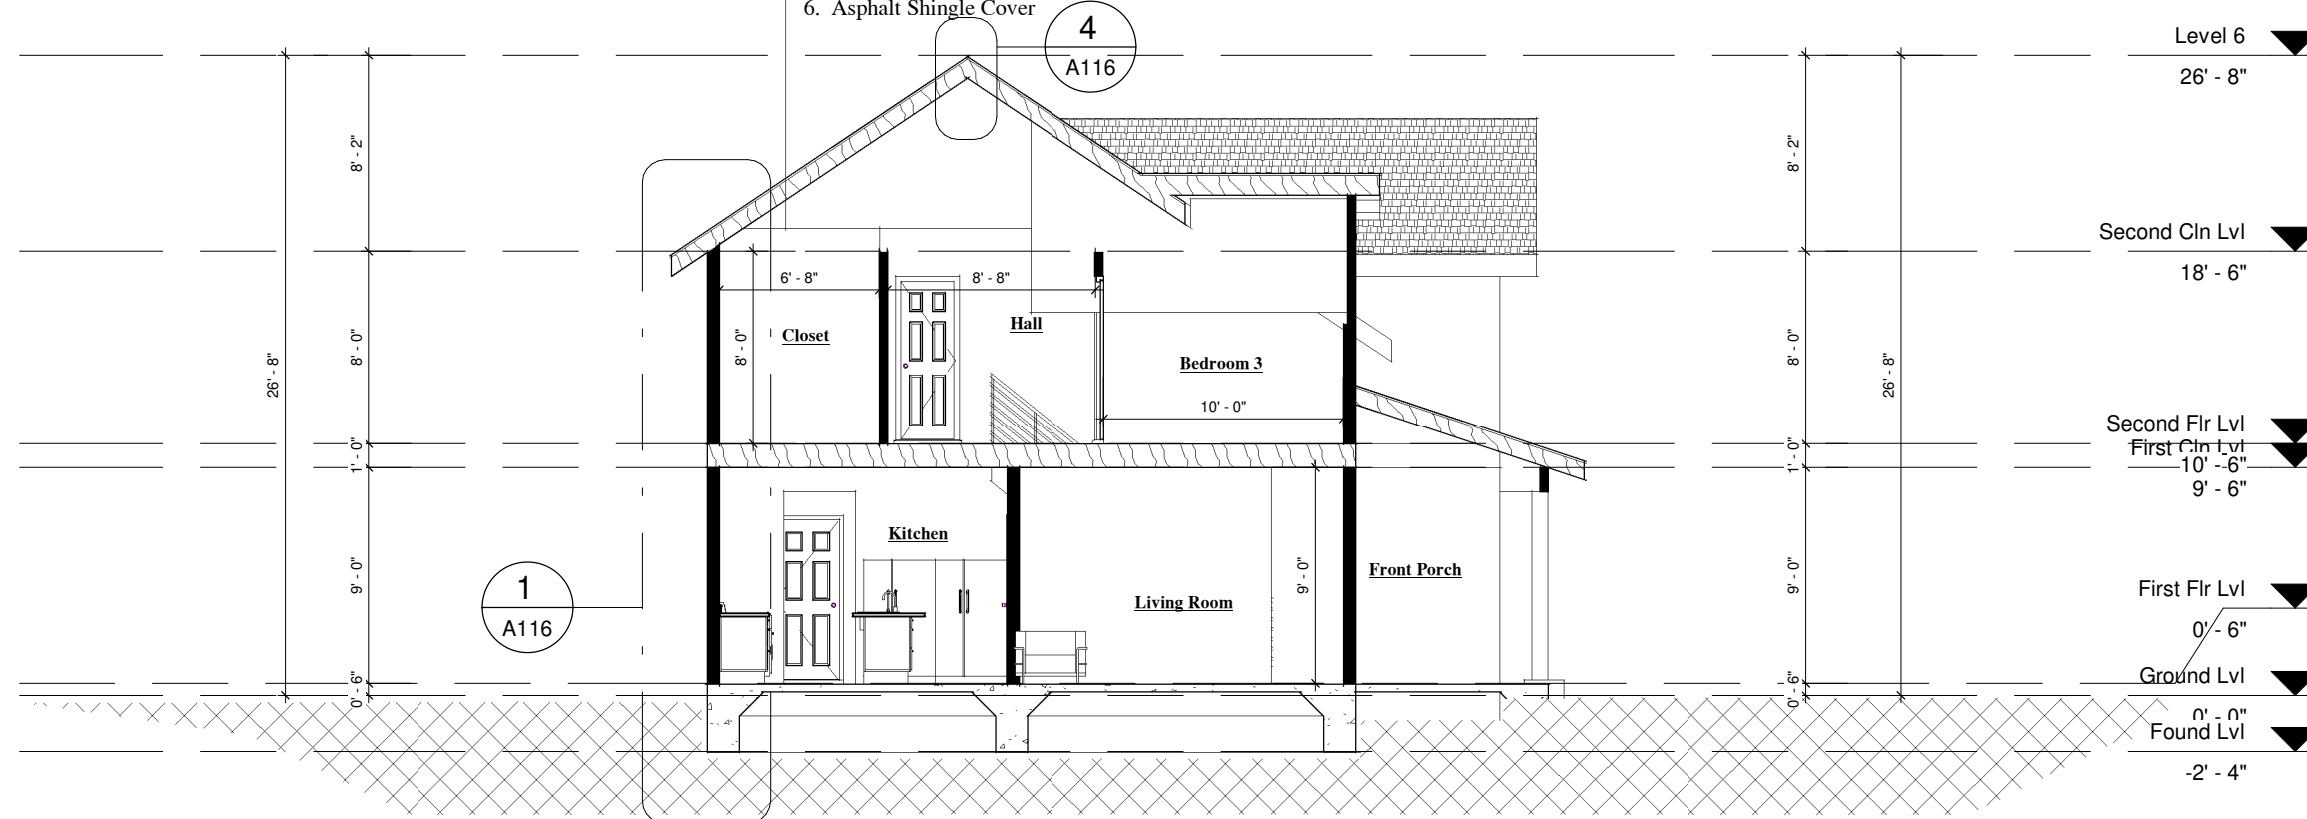 6. Asphalt Shingle Cover
4
A116
Level 6
26' - 8"
8' - 2"
8' - 2"
Second Cln Lvl
18' - 6"
6' - 8"
8' - 8"
Hall
Closet
8' - 0"
8' - 0"
26' - 8"
Bedroom 3
10' - 0"
8' - 0"
26' - 8"
Second Flr Lvl
First Cln Lvl
10' - 6"
9' - 6"
1' - 0"
1' - 0"
Kitchen
9' - 0"
Living Room
9' - 0"
Front Porch
9' - 0"
1
A116
First Flr Lvl
0' - 6"
0' - 6"
0' - 6"
Ground Lvl
0' - 0"
Found Lvl
-2' - 4"